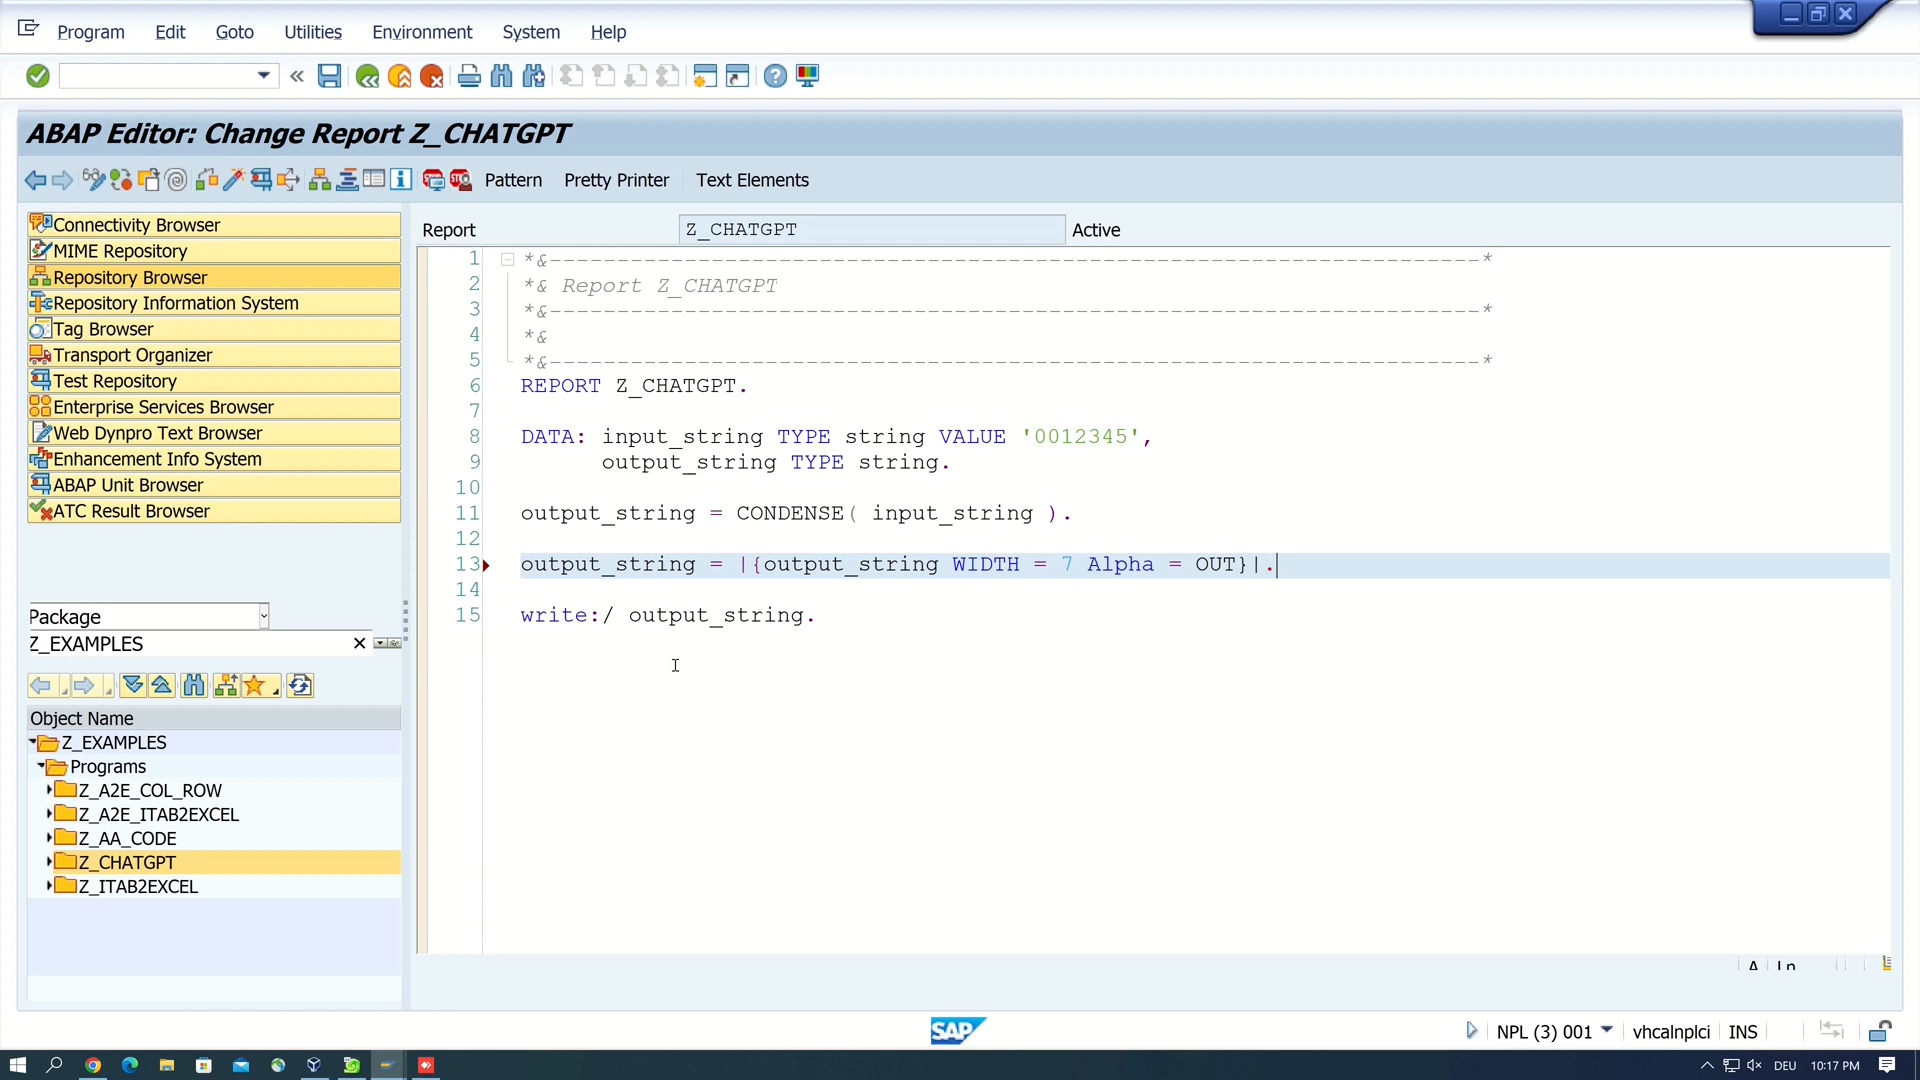 Program Edit Goto Utilities Environment System Help
ABAP Editor: Change Report Z_CHATGPT
Pattern Pretty Printer Text Elements
Connectivity Browser
MIME Repository
Repository Browser
Repository Information System
Tag Browser
Transport Organizer
Test Repository
Enterprise Services Browser
Web Dynpro Text Browser
Enhancement Info System
ABAP Unit Browser
ATC Result Browser
Package
Z_EXAMPLES
Object Name
Z_EXAMPLES
Programs
Z_A2E_COL_ROW
Z_A2E_ITAB2EXCEL
Z_AA_CODE
Z_CHATGPT
Z_ITAB2EXCEL
Report Z_CHATGPT Active
1 *&---------------------------------------------------------------------*
2 *& Report Z_CHATGPT
3 *&---------------------------------------------------------------------*
4 *&
5 *&---------------------------------------------------------------------*
6 REPORT Z_CHATGPT.
7
8 DATA: input_string TYPE string VALUE '0012345',
9 output_string TYPE string.
10
11 output_string = CONDENSE( input_string ).
12
13 output_string = |{output_string WIDTH = 7 Alpha = OUT}|.
14
15 write:/ output_string.
SAP
NPL (3) 001 vhcalnplci INS
DEU 10:17 PM